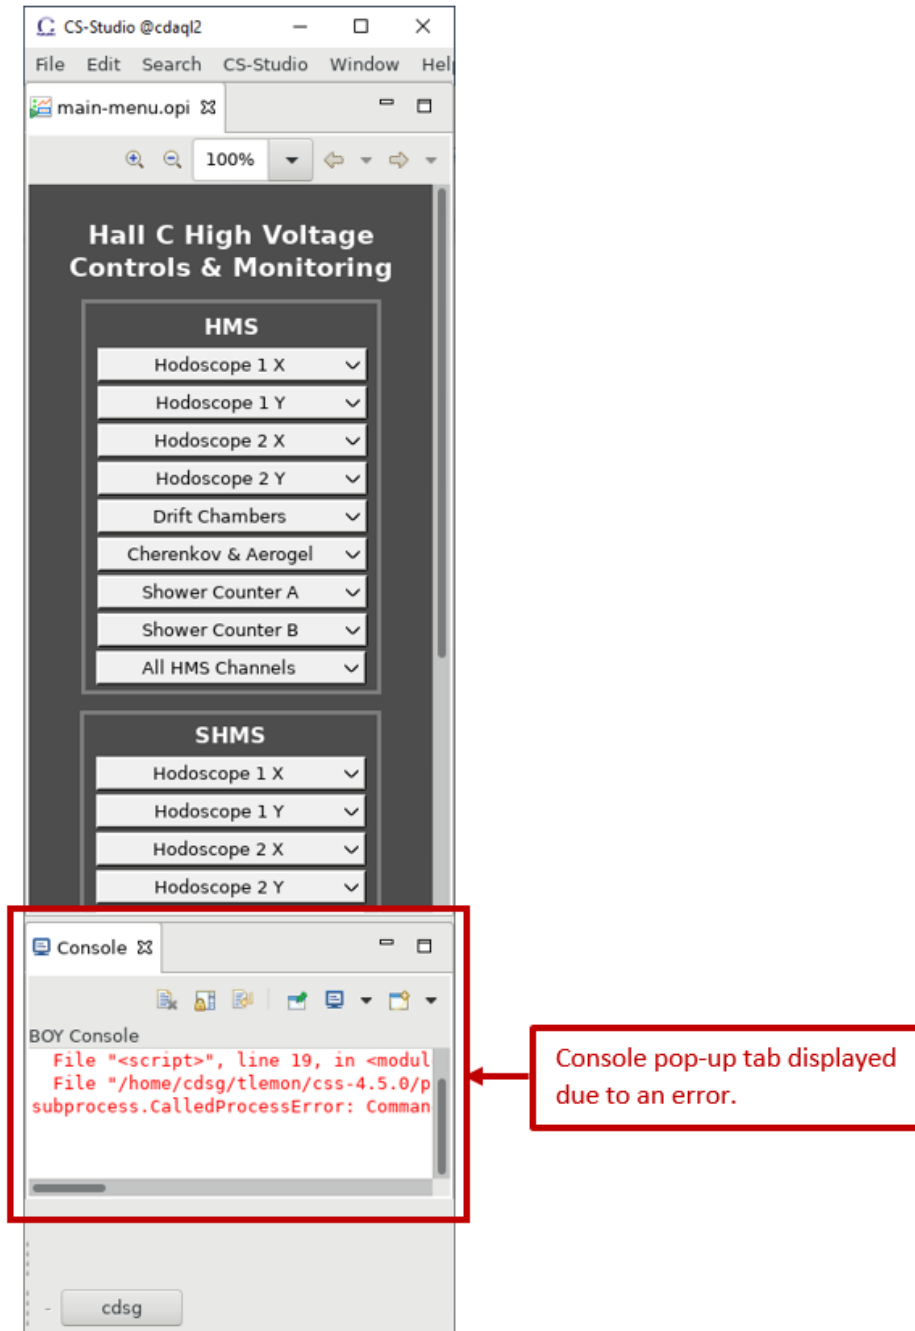 CS-Studio @cdaql2
File Edit Search CS-Studio Window Hel
main-menu.opi
100%
Hall C High Voltage
Controls & Monitoring
HMS
Hodoscope 1 X
Hodoscope 1 Y
Hodoscope 2 X
Hodoscope 2 Y
Drift Chambers
Cherenkov & Aerogel
Shower Counter A
Shower Counter B
All HMS Channels
SHMS
Hodoscope 1 X
Hodoscope 1 Y
Hodoscope 2 X
Hodoscope 2 Y
Console
BOY Console
File "<script>", line 19, in <modul
File "/home/cdsg/tlemon/css-4.5.0/p
subprocess.CalledProcessError: Comman
Console pop-up tab displayed
due to an error.
- cdsg